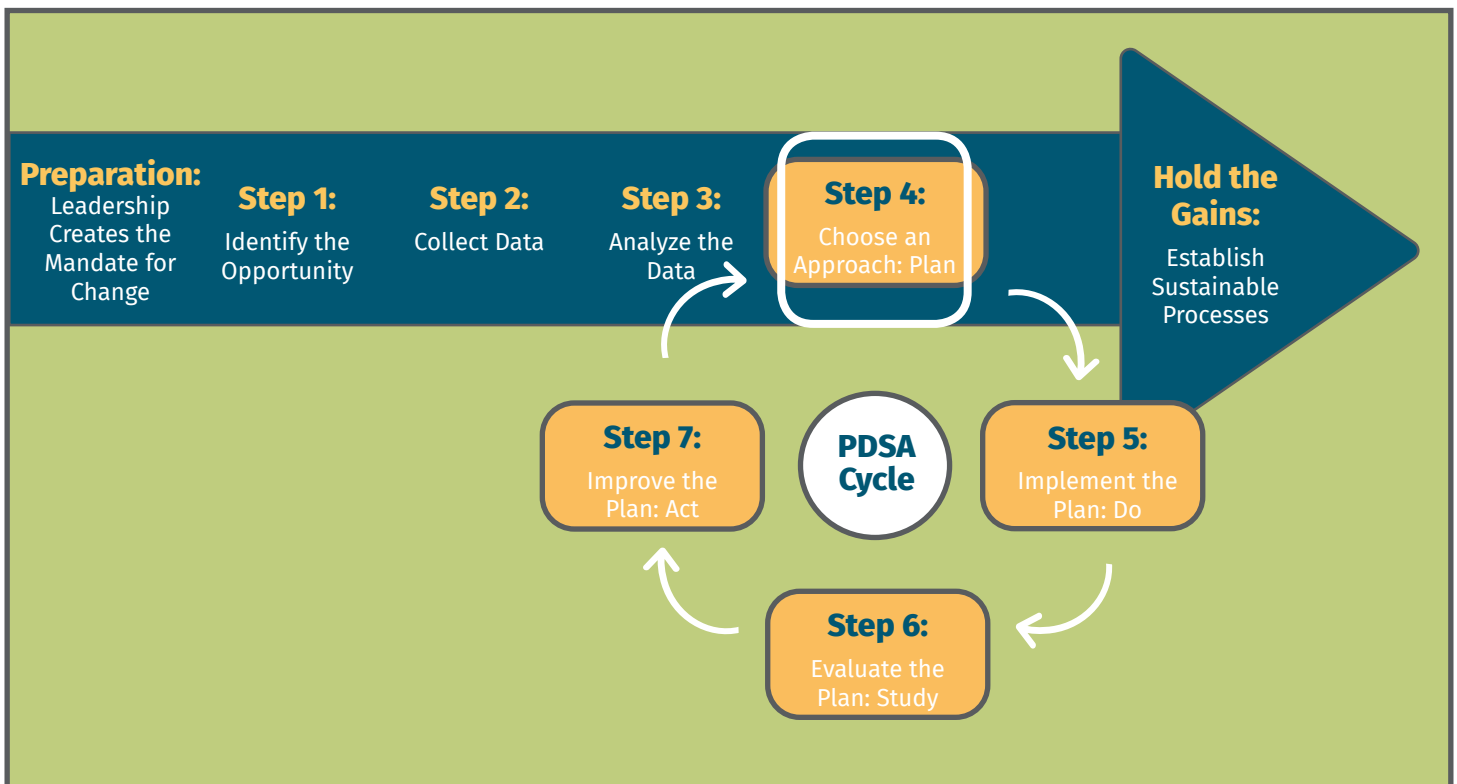 Preparation:
Leadership
Creates the
Mandate for
Change
Step 1:
Identify the
Opportunity
Step 2:
Collect Data
Step 3:
Analyze the
Data
Step 4:
Choose an
Approach: Plan
Hold the
Gains:
Establish
Sustainable
Processes
Step 7:
Improve the
Plan: Act
PDSA
Cycle
Step 5:
Implement the
Plan: Do
Step 6:
Evaluate the
Plan: Study